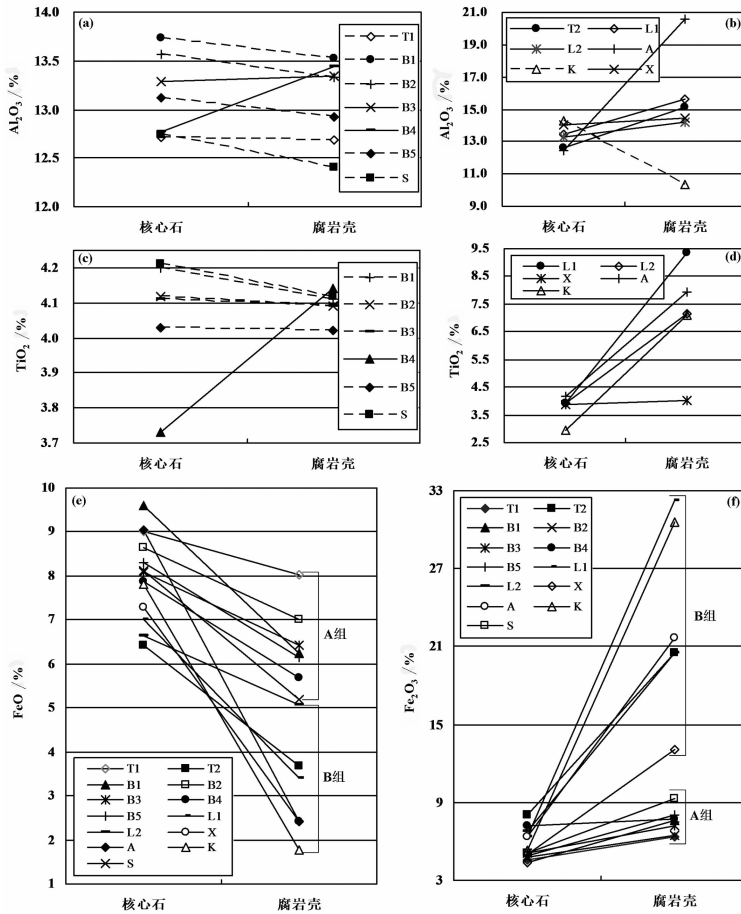 (a)
Al₂O₃ / %
14.0
13.5
13.0
12.5
12.0
核心石
腐岩壳
T1
B1
B2
B3
B4
B5
S
(b)
Al₂O₃ / %
21.0
19.0
17.0
15.0
13.0
11.0
9.0
核心石
腐岩壳
T2
L1
L2
A
K
X
(c)
TiO₂ / %
4.2
4.1
4.0
3.9
3.8
3.7
核心石
腐岩壳
B1
B2
B3
B4
B5
S
(d)
TiO₂ / %
9.5
8.5
7.5
6.5
5.5
4.5
3.5
2.5
核心石
腐岩壳
L1
L2
X
A
K
(e)
FeO / %
10
9
8
7
6
5
4
3
2
1
核心石
腐岩壳
A组
B组
T1
T2
B1
B2
B3
B4
B5
L1
L2
X
A
K
S
(f)
Fe₂O₃ / %
33
27
21
15
9
3
核心石
腐岩壳
B组
A组
T1
T2
B1
B2
B3
B4
B5
L1
L2
X
A
K
S